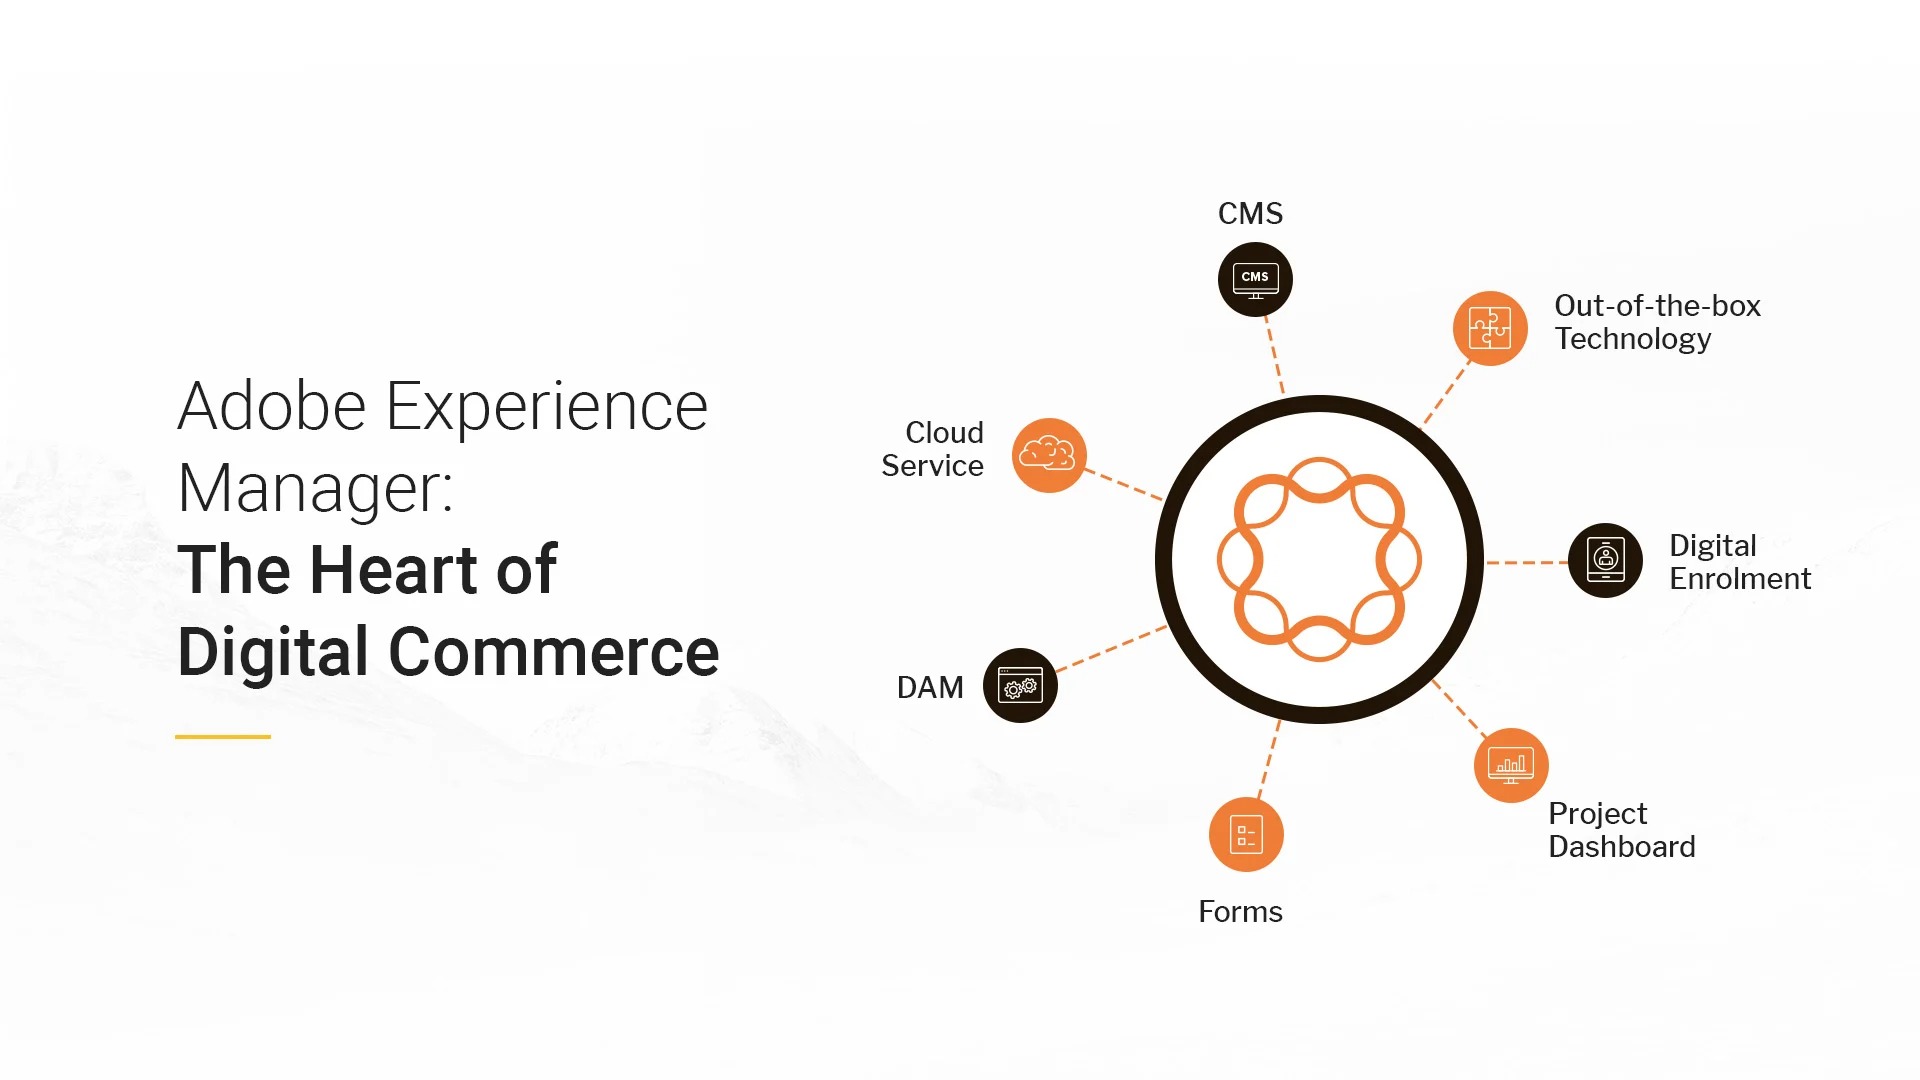 Adobe Experience
Manager:
The Heart of
Digital Commerce
CMS
CMS
Out-of-the-box
Technology
Cloud
Service
Digital
Enrolment
DAM
Project
Dashboard
Forms